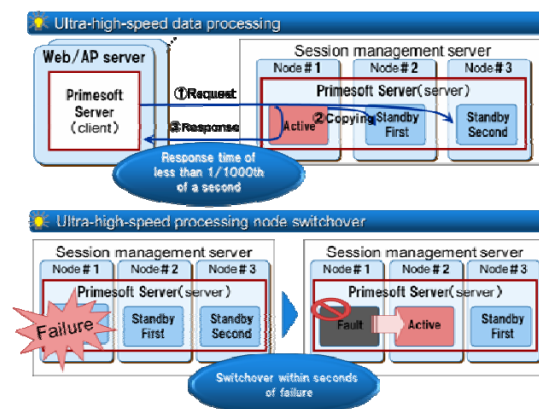 Ultra-high-speed data processing
Web/AP server
Primesoft
Server
(client)
①Request
③Response
Session management server
Node#1
Node#2
Node#3
Primesoft Server(server)
Active
②Copying
Standby
First
Standby
Second
Response time of
less than 1/1000th
of a second
Ultra-high-speed processing node switchover
Session management server
Node#1
Node#2
Node#3
Primesoft Server(server)
Failure
Standby
First
Standby
Second
Session management server
Node#1
Node#2
Node#3
Primesoft Server(server)
Fault
Active
Standby
First
Switchover within seconds
of failure